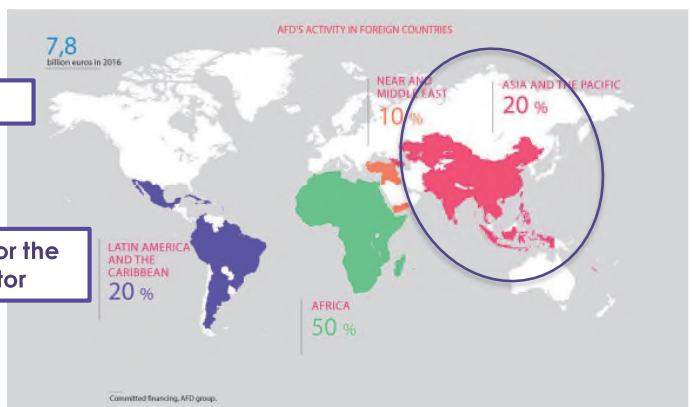 AFD'S ACTIVITY IN FOREIGN COUNTRIES
7,8
billion euros in 2016
NEAR AND
MIDDLE EAST
10 %
ASIA AND THE PACIFIC
20 %
or the
tor
LATIN AMERICA
AND THE
CARIBBEAN
20 %
AFRICA
50 %
Committed financing, AFD group.